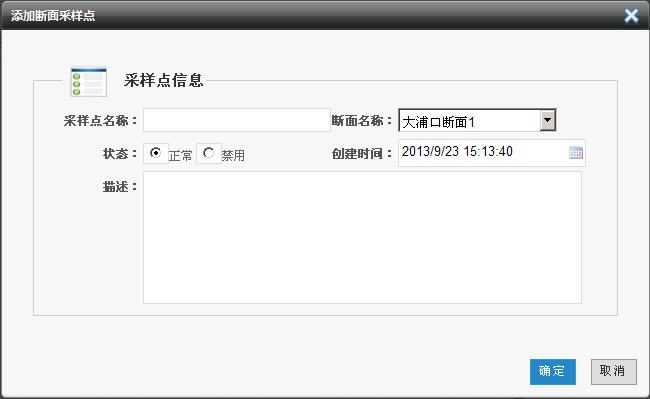 添加断面采样点
采样点信息
采样点名称： 断面名称： 大浦口断面1
状态： 正常 禁用 创建时间： 2013/9/23 15:13:40
描述：
确定 取消